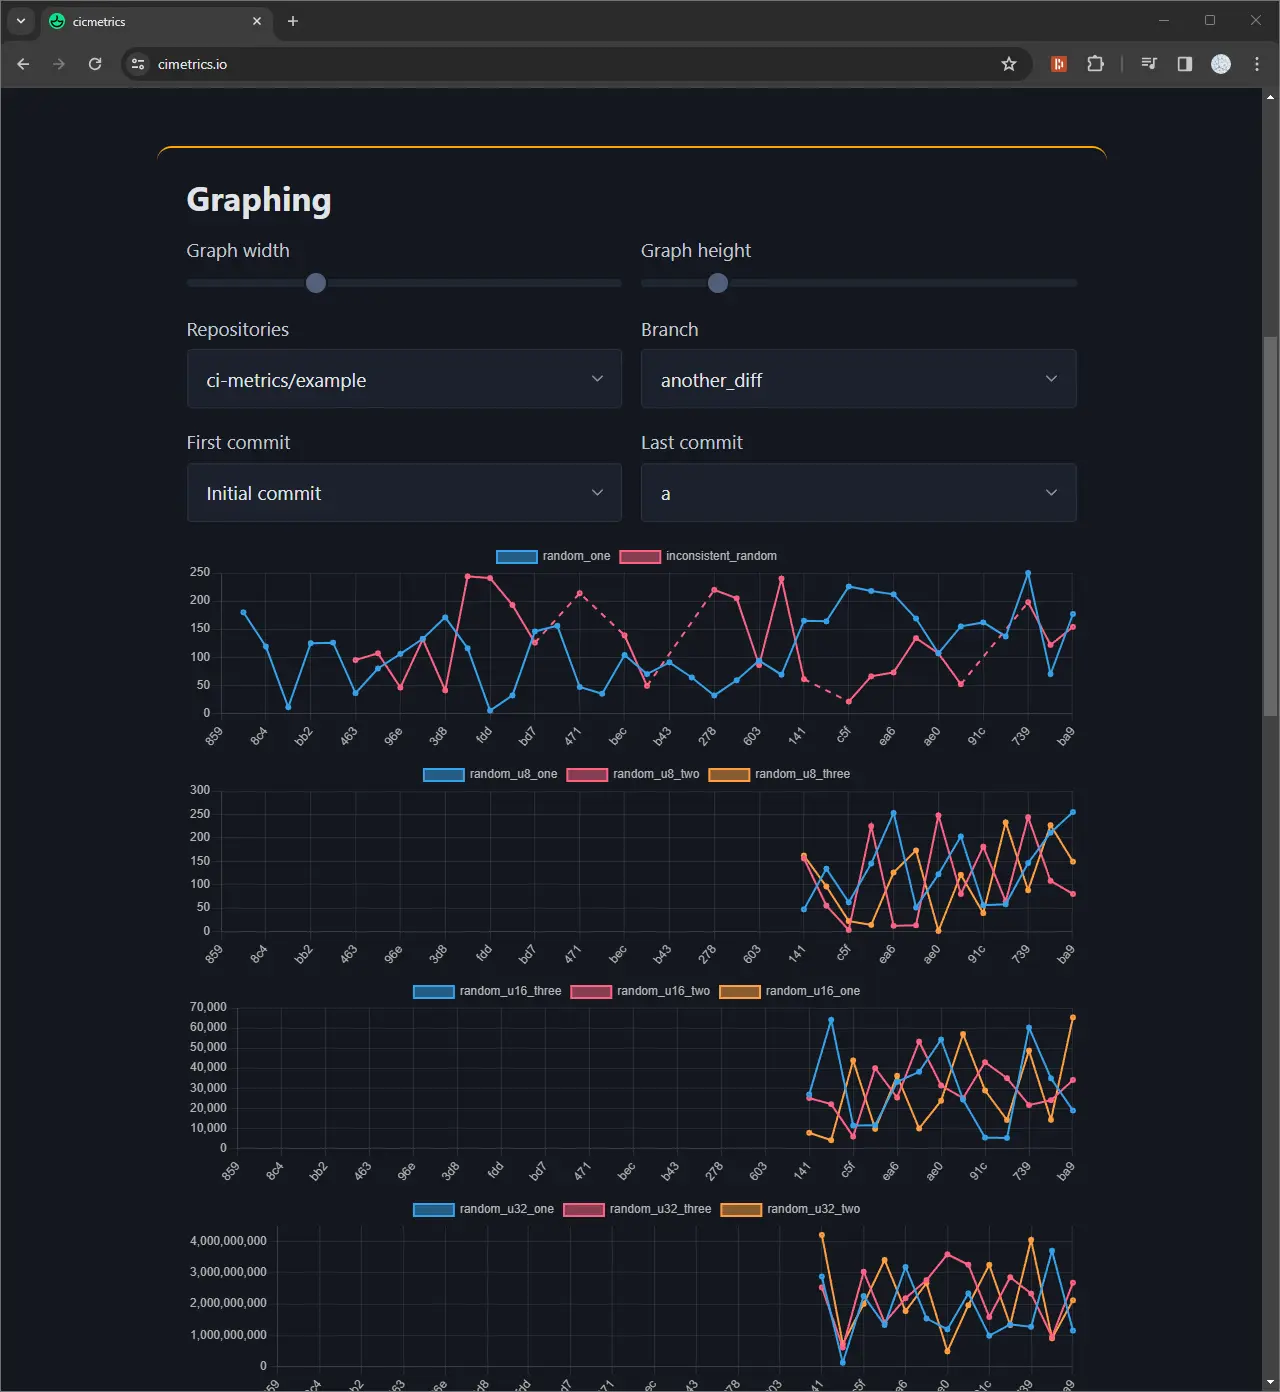 cicmetrics
cimetrics.io
Graphing
Graph width Graph height
Repositories Branch
ci-metrics/example another_diff
First commit Last commit
Initial commit a
random_one inconsistent_random
250
200
150
100
50
0
859 8c4 bb2 463 96e 3d8 fdd bd7 471 bec b43 278 603 141 c5f ea6 ae0 91c 739 ba9
random_u8_one random_u8_two random_u8_three
300
250
200
150
100
50
0
859 8c4 bb2 463 96e 3d8 fdd bd7 471 bec b43 278 603 141 c5f ea6 ae0 91c 739 ba9
random_u16_three random_u16_two random_u16_one
70,000
60,000
50,000
40,000
30,000
20,000
10,000
0
859 8c4 bb2 463 96e 3d8 fdd bd7 471 bec b43 278 603 141 c5f ea6 ae0 91c 739 ba9
random_u32_one random_u32_three random_u32_two
4,000,000,000
3,000,000,000
2,000,000,000
1,000,000,000
0